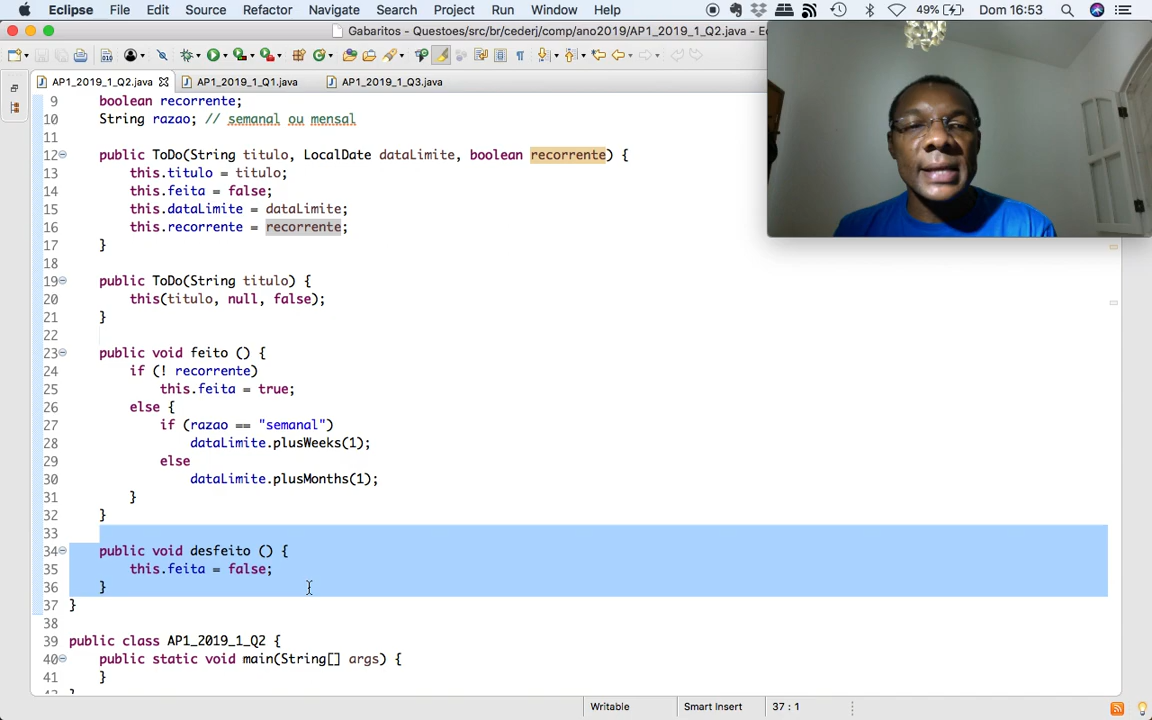 Eclipse File Edit Source Refactor Navigate Search Project Run Window Help 49% Dom 16:53
Gabaritos - Questoes/src/br/cederj/comp/ano2019/AP1_2019_1_Q2.java - E
AP1_2019_1_Q2.java AP1_2019_1_Q1.java AP1_2019_1_Q3.java
9 boolean recorrente;
10 String razao; // semanal ou mensal
11
12 public ToDo(String titulo, LocalDate dataLimite, boolean recorrente) {
13 this.titulo = titulo;
14 this.feita = false;
15 this.dataLimite = dataLimite;
16 this.recorrente = recorrente;
17 }
18
19 public ToDo(String titulo) {
20 this(titulo, null, false);
21 }
22
23 public void feito () {
24 if (! recorrente)
25 this.feita = true;
26 else {
27 if (razao == "semanal")
28 dataLimite.plusWeeks(1);
29 else
30 dataLimite.plusMonths(1);
31 }
32 }
33
34 public void desfeito () {
35 this.feita = false;
36 }
37 }
38
39 public class AP1_2019_1_Q2 {
40 public static void main(String[] args) {
41 }
Writable Smart Insert 37 : 1